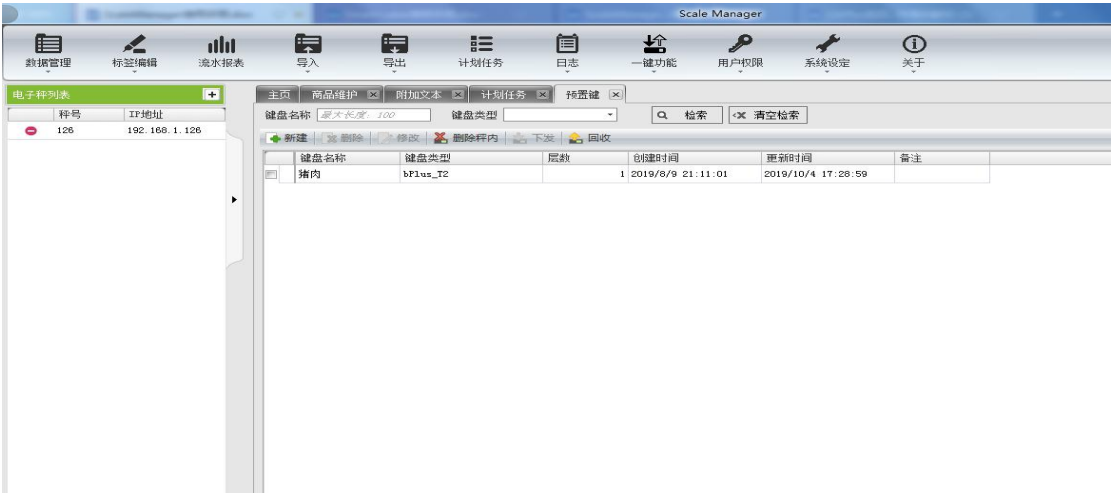 Scale Manager
数据管理 标签编辑 流水报表 导入 导出 计划任务 日志 一键功能 用户权限 系统设定 关于
电子秤列表
主页 商品维护 附加文本 计划任务 预置键
秤号 IP地址
键盘名称 最大长度: 100 键盘类型 检索 清空检索
126 192.168.1.126
新建 删除 修改 删除秤内 下发 回收
键盘名称 键盘类型 层数 创建时间 更新时间 备注
猪肉 bPlus_T2 1 2019/8/9 21:11:01 2019/10/4 17:28:59